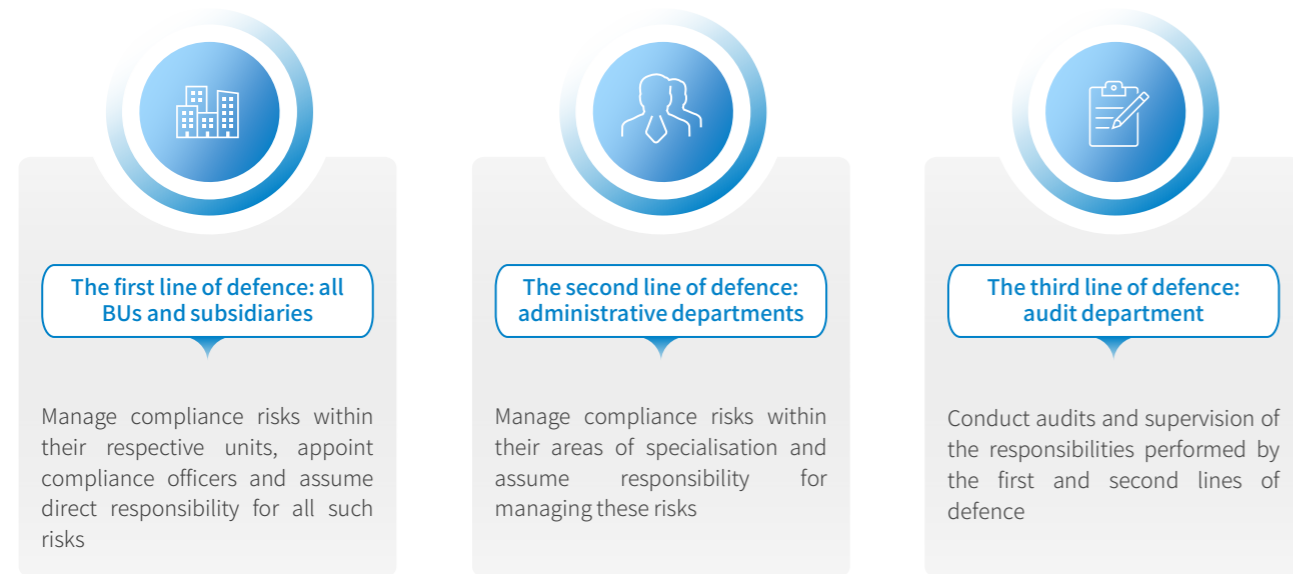 The first line of defence: all
BUs and subsidiaries
Manage compliance risks within
their respective units, appoint
compliance officers and assume
direct responsibility for all such
risks
The second line of defence:
administrative departments
Manage compliance risks within
their areas of specialisation and
assume responsibility for
managing these risks
The third line of defence:
audit department
Conduct audits and supervision of
the responsibilities performed by
the first and second lines of
defence